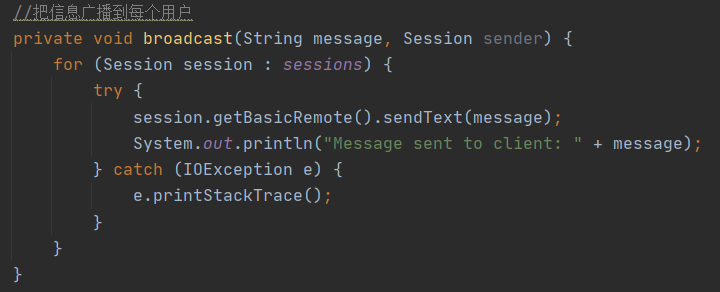 //把信息广播到每个用户
private void broadcast(String message, Session sender) {
for (Session session : sessions) {
try {
session.getBasicRemote().sendText(message);
System.out.println("Message sent to client: " + message);
} catch (IOException e) {
e.printStackTrace();
}
}
}